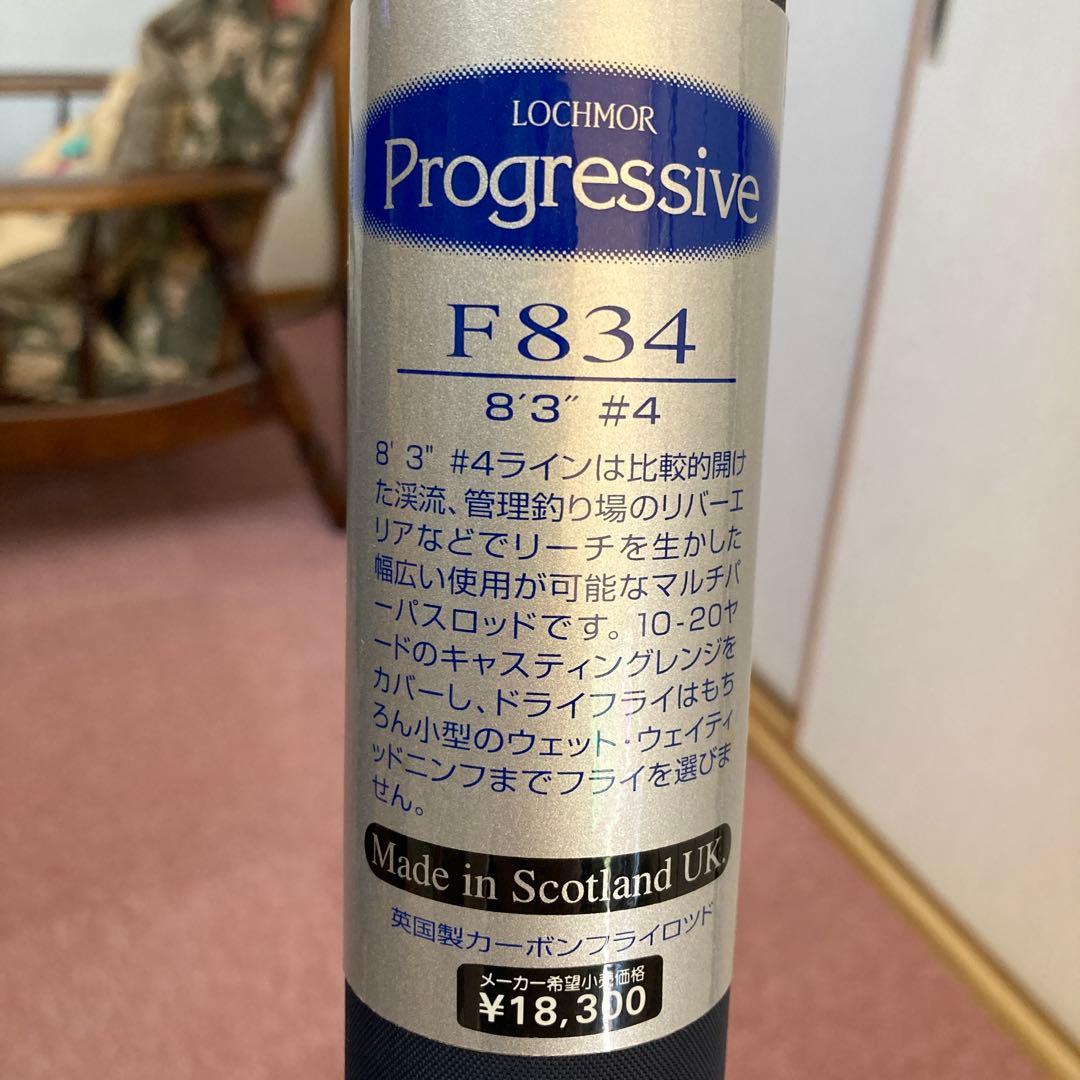 LOCHMOR
Progressive
F834
8'3" #4
8' 3" #4ラインは比較的開け
た渓流、管理釣り場のリバーエ
リアなどでリーチを生かした
幅広い使用が可能なマルチパ
ーパスロッドです。10-20ヤ
ードのキャスティングレンジを
カバーし、ドライフライはもち
ろん小型のウェット・ウェイティ
ッドニンフまでフライを選びま
せん。
Made in Scotland UK.
英国製カーボンフライロッド
メーカー希望小売価格
¥18,300